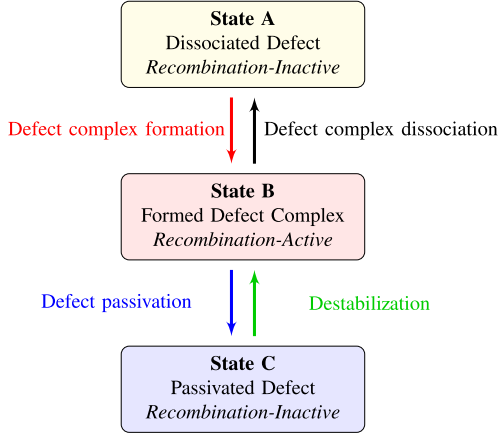 State A
Dissociated Defect
Recombination-Inactive
Defect complex formation
Defect complex dissociation
State B
Formed Defect Complex
Recombination-Active
Defect passivation
Destabilization
State C
Passivated Defect
Recombination-Inactive